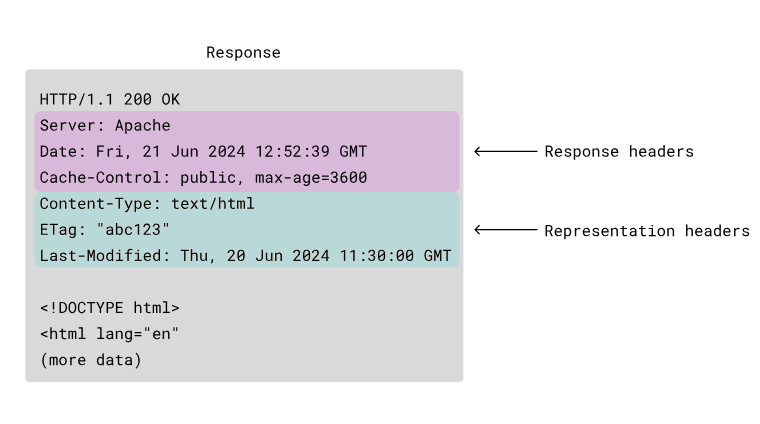 Response
HTTP/1.1 200 OK
Server: Apache
Date: Fri, 21 Jun 2024 12:52:39 GMT
Cache-Control: public, max-age=3600
Response headers
Content-Type: text/html
ETag: "abc123"
Last-Modified: Thu, 20 Jun 2024 11:30:00 GMT
Representation headers
<!DOCTYPE html>
<html lang="en"
(more data)